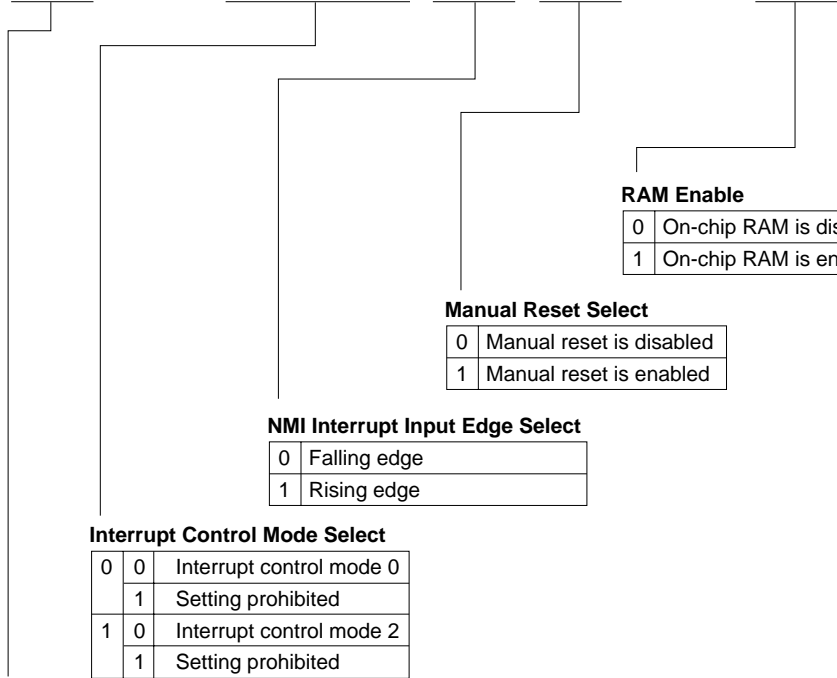 RAM Enable
0 On-chip RAM is
1 On-chip RAM is
Manual Reset Select
0 Manual reset is disabled
1 Manual reset is enabled
NMI Interrupt Input Edge Select
0 Falling edge
1 Rising edge
Interrupt Control Mode Select
0 0 Interrupt control mode 0
1 Setting prohibited
1 0 Interrupt control mode 2
1 Setting prohibited